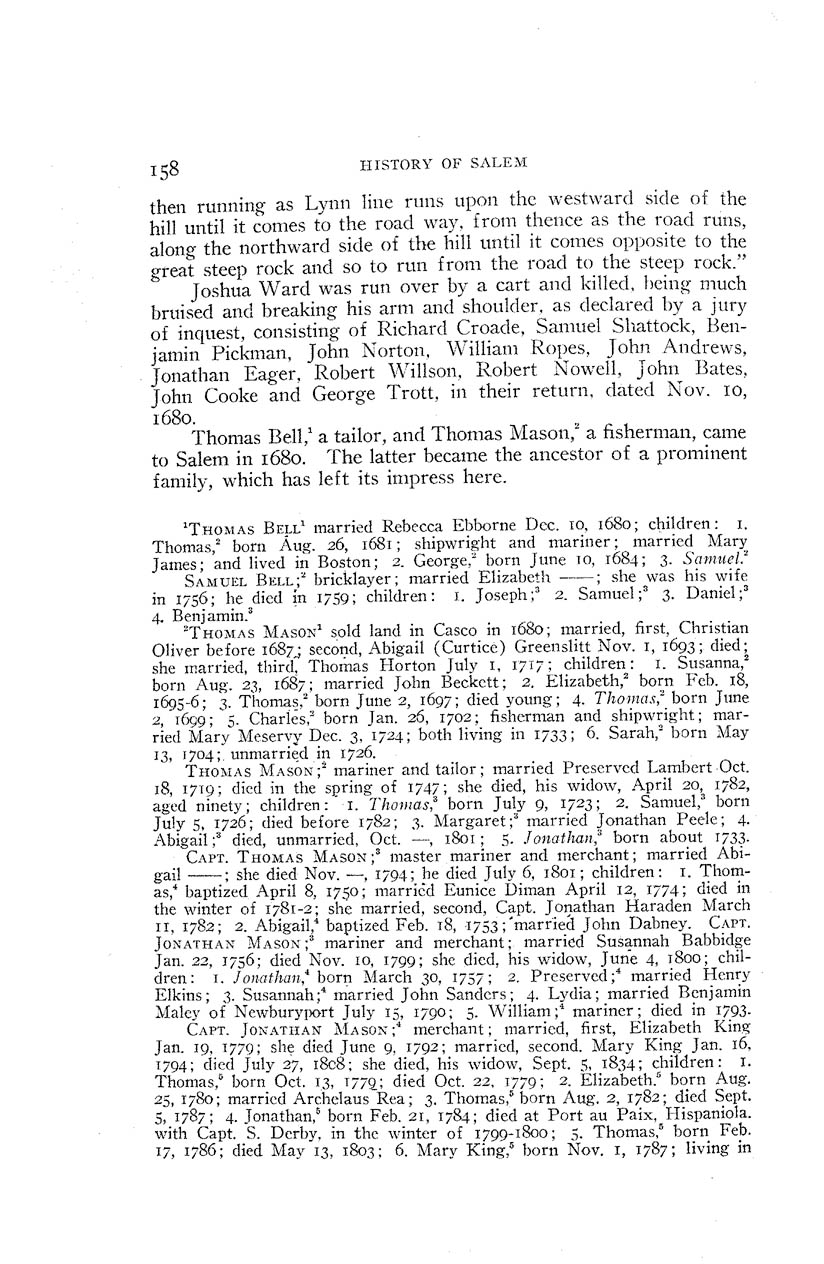 158 HISTORY OF SALEM
then running as Lynn line runs upon the westward side of the
hill until it comes to the road way, from thence as the road runs,
along the northward side of the hill until it comes opposite to the
great steep rock and so to run from the road to the steep rock.”
Joshua Ward was run over by a cart and killed, being much
bruised and breaking his arm and shoulder, as declared by a jury
of inquest, consisting of Richard Croade, Samuel Shattock, Ben-
jamin Pickman, John Norton, William Ropes, John Andrews,
Jonathan Eager, Robert Willson, Robert Nowell, John Bates,
John Cooke and George Trott, in their return, dated Nov. 10,
1680.
Thomas Bell,¹ a tailor, and Thomas Mason,² a fisherman, came
to Salem in 1680. The latter became the ancestor of a prominent
family, which has left its impress here.
¹THOMAS BELL¹ married Rebecca Ebborne Dec. 10, 1680; children: 1.
Thomas,² born Aug. 26, 1681; shipwright and mariner; married Mary
James; and lived in Boston; 2. George,² born June 10, 1684; 3. Samuel.²
SAMUEL BELL;² bricklayer; married Elizabeth ——; she was his wife
in 1756; he died in 1759; children: 1. Joseph;³ 2. Samuel;³ 3. Daniel;³
4. Benjamin.³
²THOMAS MASON¹ sold land in Casco in 1680; married, first, Christian
Oliver before 1687; second, Abigail (Curtice) Greenslitt Nov. 1, 1693; died;
she married, third, Thomas Horton July 1, 1717; children: 1. Susanna,²
born Aug. 23, 1687; married John Beckett; 2. Elizabeth,² born Feb. 18,
1695-6; 3. Thomas,² born June 2, 1697; died young; 4. Thomas,² born June
2, 1699; 5. Charles,² born Jan. 26, 1702; fisherman and shipwright; mar-
ried Mary Meservy Dec. 3, 1724; both living in 1733; 6. Sarah,² born May
13, 1704; unmarried in 1726.
THOMAS MASON;² mariner and tailor; married Preserved Lambert Oct.
18, 1719; died in the spring of 1747; she died, his widow, April 20, 1782,
aged ninety; children: 1. Thomas,³ born July 9, 1723; 2. Samuel,³ born
July 5, 1726; died before 1782; 3. Margaret;³ married Jonathan Peele; 4.
Abigail;³ died, unmarried, Oct. —, 1801; 5. Jonathan,³ born about 1733.
CAPT. THOMAS MASON;³ master mariner and merchant; married Abi-
gail ——; she died Nov. —, 1794; he died July 6, 1801; children: 1. Thom-
as,⁴ baptized April 8, 1750; married Eunice Diman April 12, 1774; died in
the winter of 1781-2; she married, second, Capt. Jonathan Haraden March
11, 1782; 2. Abigail,⁴ baptized Feb. 18, 1753; married John Dabney. CAPT.
JONATHAN MASON;³ mariner and merchant; married Susannah Babbidge
Jan. 22, 1756; died Nov. 10, 1799; she died, his widow, June 4, 1800; chil-
dren: 1. Jonathan,⁴ born March 30, 1757; 2. Preserved;⁴ married Henry
Elkins; 3. Susannah;⁴ married John Sanders; 4. Lydia; married Benjamin
Maley of Newburyport July 15, 1790; 5. William;⁴ mariner; died in 1793.
CAPT. JONATHAN MASON;⁴ merchant; married, first, Elizabeth King
Jan. 19, 1779; she died June 9, 1792; married, second, Mary King Jan. 16,
1794; died July 27, 1808; she died, his widow, Sept. 5, 1834; children: 1.
Thomas,⁵ born Oct. 13, 1779; died Oct. 22, 1779; 2. Elizabeth.⁵ born Aug.
25, 1780; married Archelaus Rea; 3. Thomas,⁵ born Aug. 2, 1782; died Sept.
5, 1787; 4. Jonathan,⁵ born Feb. 21, 1784; died at Port au Paix, Hispaniola,
with Capt. S. Derby, in the winter of 1799-1800; 5. Thomas,⁵ born Feb.
17, 1786; died May 13, 1803; 6. Mary King,⁵ born Nov. 1, 1787; living in